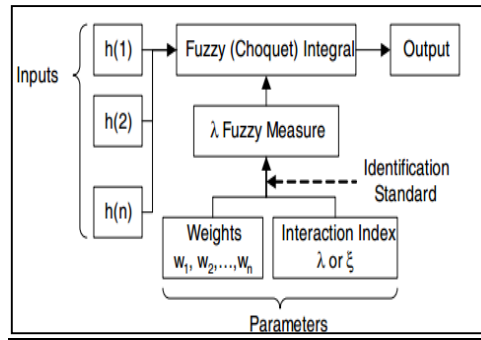 h(1)
Fuzzy (Choquet) Integral
Output
Inputs
h(2)
λ Fuzzy Measure
Identification
Standard
h(n)
Weights
w₁, w₂,...,wₙ
Interaction Index
λ or ξ
Parameters